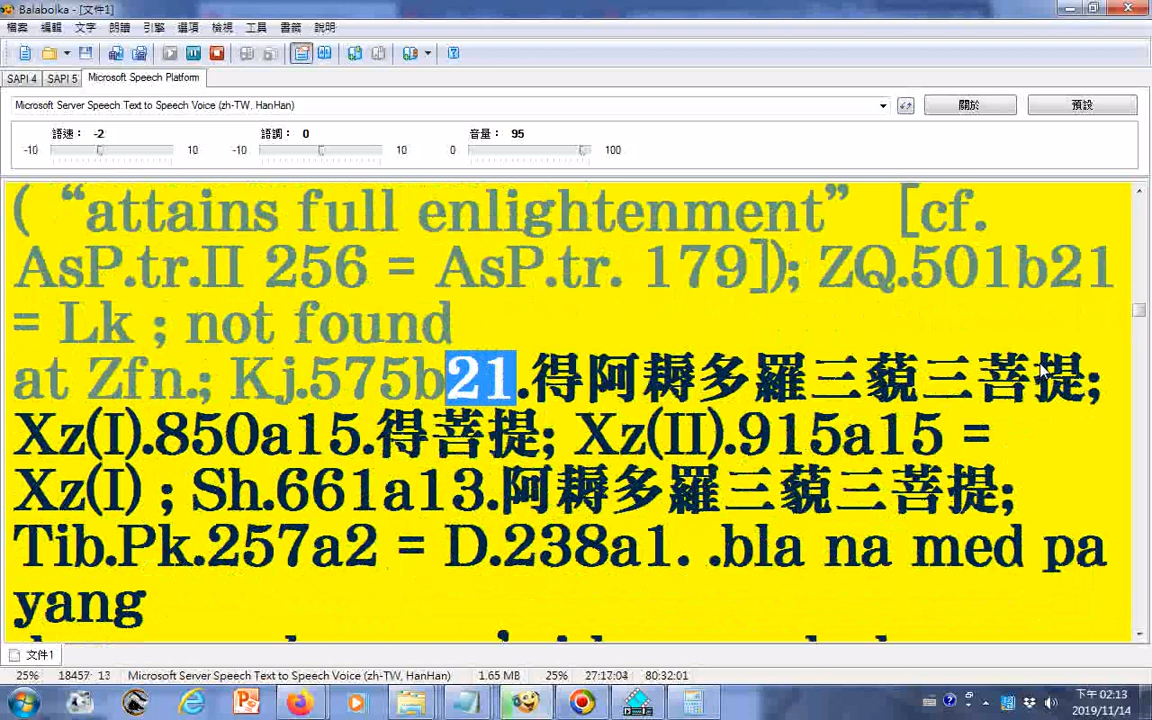 Balabolka - [文件1]
檔案 編輯 文字 朗讀 引擎 選項 檢視 工具 書籤 說明
SAPI 4 SAPI 5 Microsoft Speech Platform
Microsoft Server Speech Text to Speech Voice (zh-TW, HanHan) 關於 預設
語速： -2 語調： 0 音量： 95
-10 10 -10 10 0 100
(“attains full enlightenment” [cf.
AsP.tr.II 256 = AsP.tr. 179]); ZQ.501b21
= Lk ; not found
at Zfn.; Kj.575b21.得阿耨多羅三藐三菩提;
Xz(I).850a15.得菩提; Xz(II).915a15 =
Xz(I) ; Sh.661a13.阿耨多羅三藐三菩提;
Tib.Pk.257a2 = D.238a1. .bla na med pa
yang
文件1
25% 18457: 13 Microsoft Server Speech Text to Speech Voice (zh-TW, HanHan) 1.65 MB 25% 27:17:04 80:32:01
下午 02:13
2019/11/14